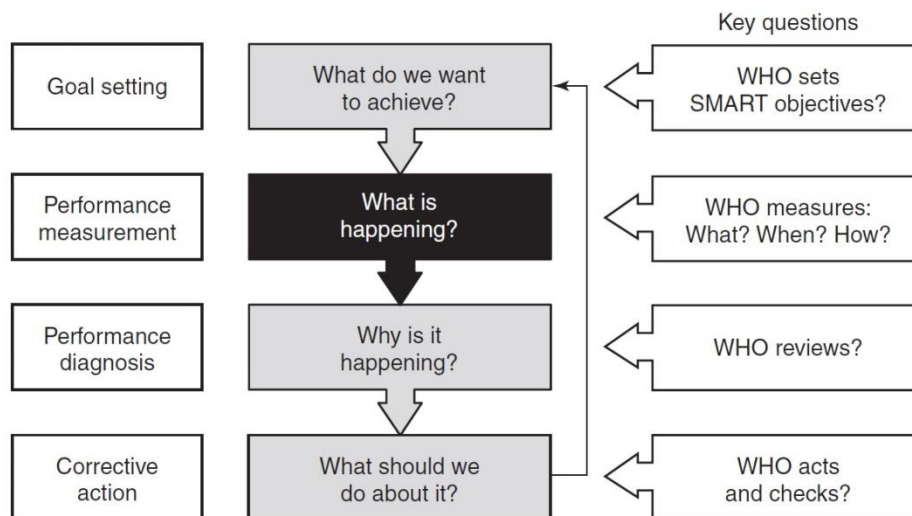 Key questions
Goal setting
What do we want
to achieve?
WHO sets
SMART objectives?
Performance
measurement
What is
happening?
WHO measures:
What? When? How?
Performance
diagnosis
Why is it
happening?
WHO reviews?
Corrective
action
What should we
do about it?
WHO acts
and checks?